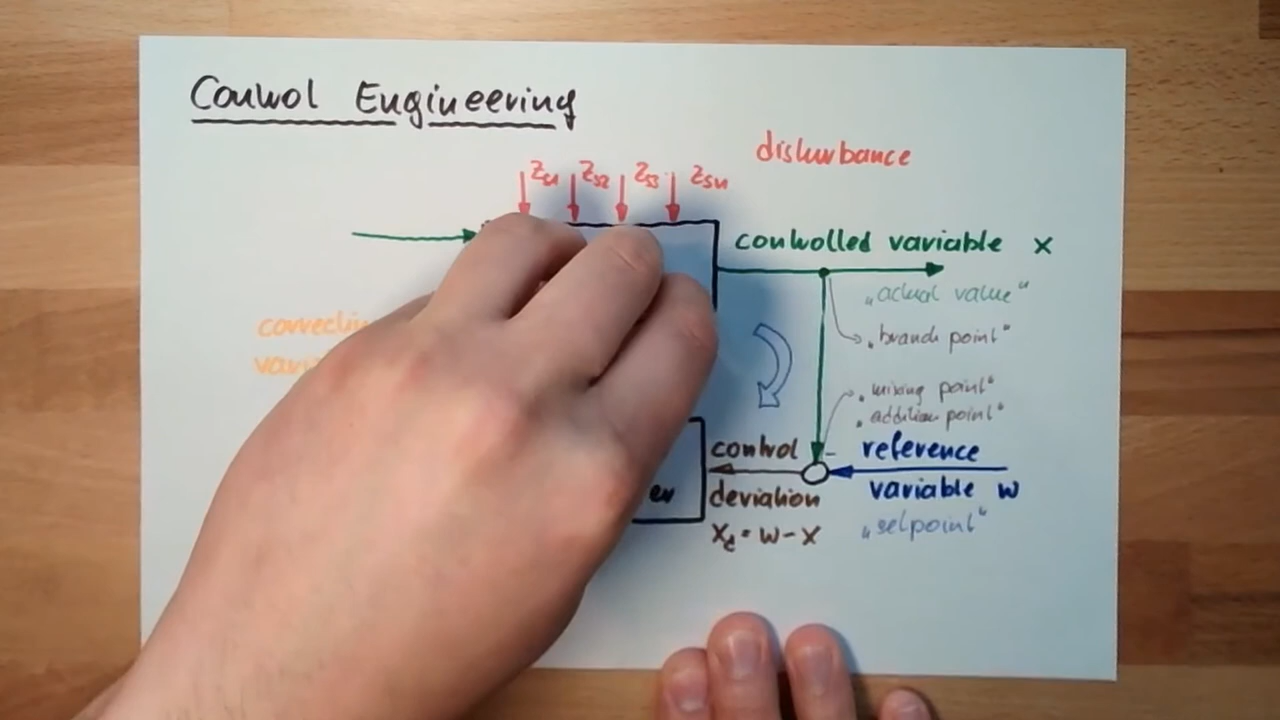 Control Engineering
disturbance
Zs1 Zs2 Zs3 Zsn
controlled variable x
„actual value“
„branch point“
„mixing point“
„addition point“
control
reference
deviation
variable w
xd = w - x
„setpoint“